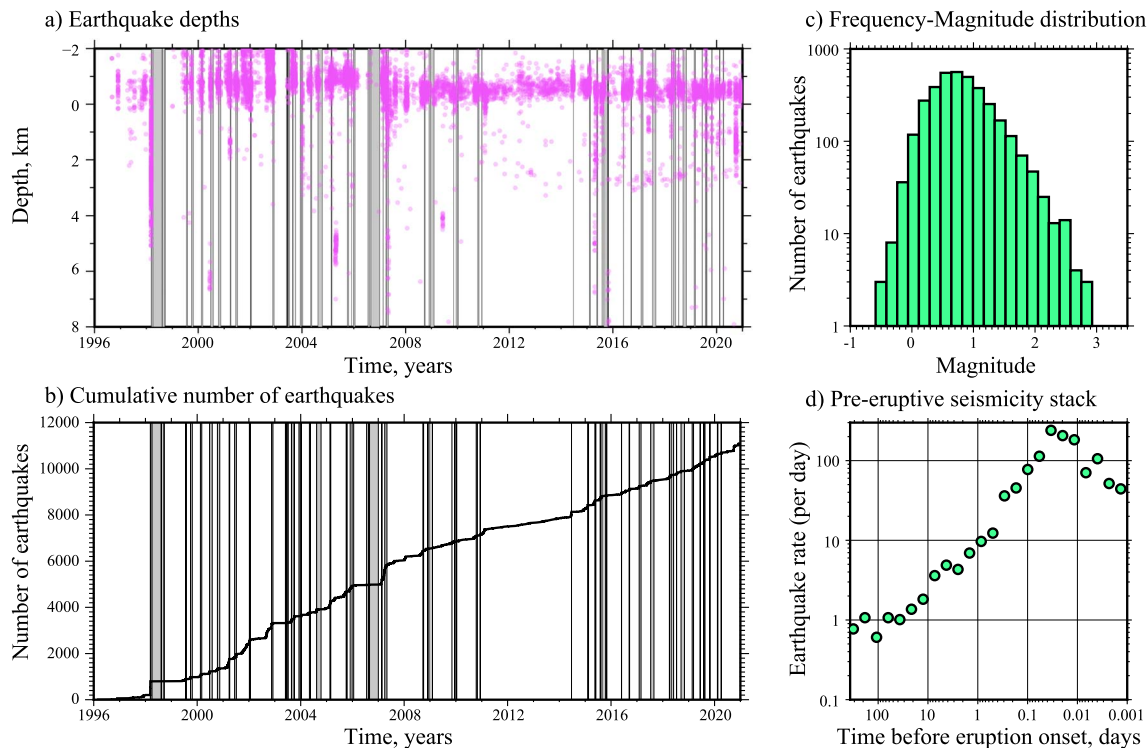 a) Earthquake depths
−2
0
2
4
6
8
Depth, km
1996 2000 2004 2008 2012 2016 2020
Time, years
b) Cumulative number of earthquakes
12000
10000
8000
6000
4000
2000
0
Number of earthquakes
1996 2000 2004 2008 2012 2016 2020
Time, years
c) Frequency-Magnitude distribution
1000
100
10
1
Number of earthquakes
-1 0 1 2 3
Magnitude
d) Pre-eruptive seismicity stack
100
10
1
0.1
Earthquake rate (per day)
100 10 1 0.1 0.01 0.001
Time before eruption onset, days